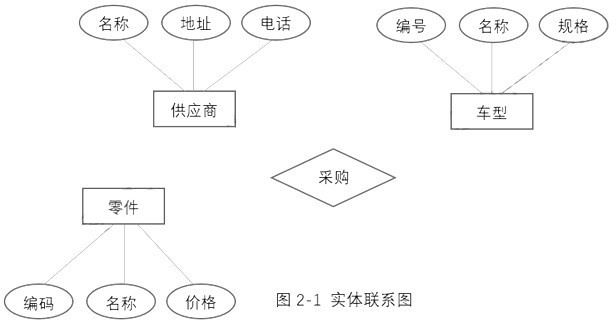 名称 地址 电话
编号 名称 规格
供应商
车型
采购
零件
编码 名称 价格
图 2-1 实体联系图